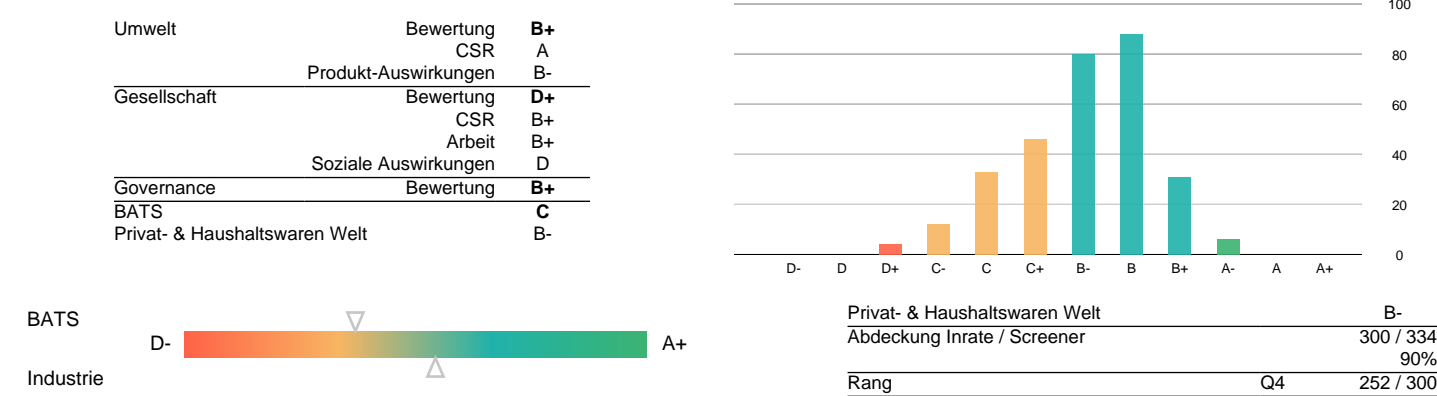 Umwelt Bewertung B+
CSR A
Produkt-Auswirkungen B-
Gesellschaft Bewertung D+
CSR B+
Arbeit B+
Soziale Auswirkungen D
Governance Bewertung B+
BATS C
Privat- & Haushaltswaren Welt B-
100
80
60
40
20
0
D- D D+ C- C C+ B- B B+ A- A A+
BATS
D- A+
Industrie
Privat- & Haushaltswaren Welt B-
Abdeckung Inrate / Screener 300 / 334
90%
Rang Q4 252 / 300